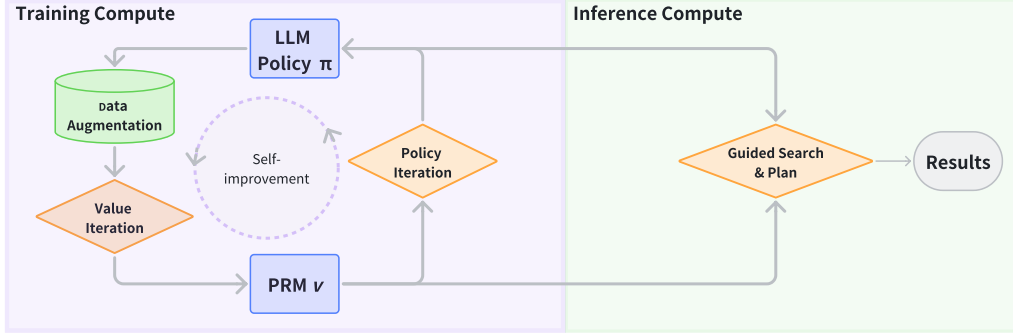 Training Compute
Inference Compute
LLM
Policy π
Data
Augmentation
Self-
improvement
Policy
Iteration
Guided Search
& Plan
Results
Value
Iteration
PRM v